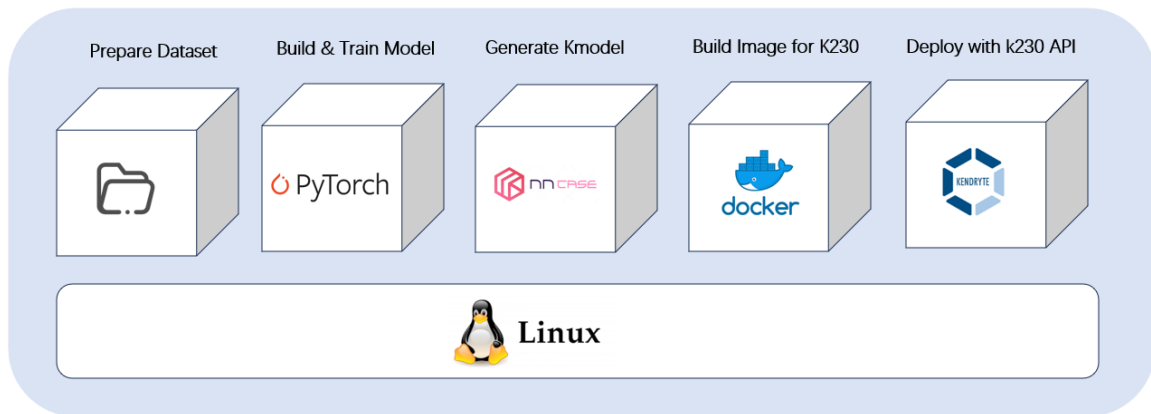 Prepare Dataset
Build & Train Model
Generate Kmodel
Build Image for K230
Deploy with k230 API
PyTorch
nncase
docker
KENDRYTE
Linux